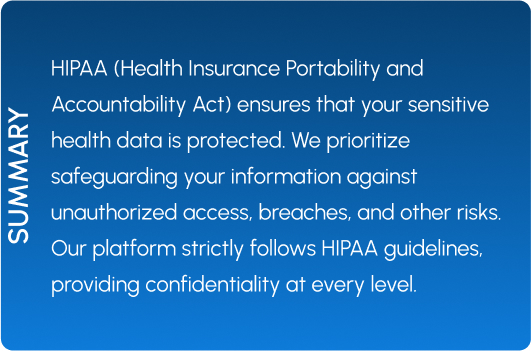 SUMMARY
HIPAA (Health Insurance Portability and
Accountability Act) ensures that your sensitive
health data is protected. We prioritize
safeguarding your information against
unauthorized access, breaches, and other risks.
Our platform strictly follows HIPAA guidelines,
providing confidentiality at every level.